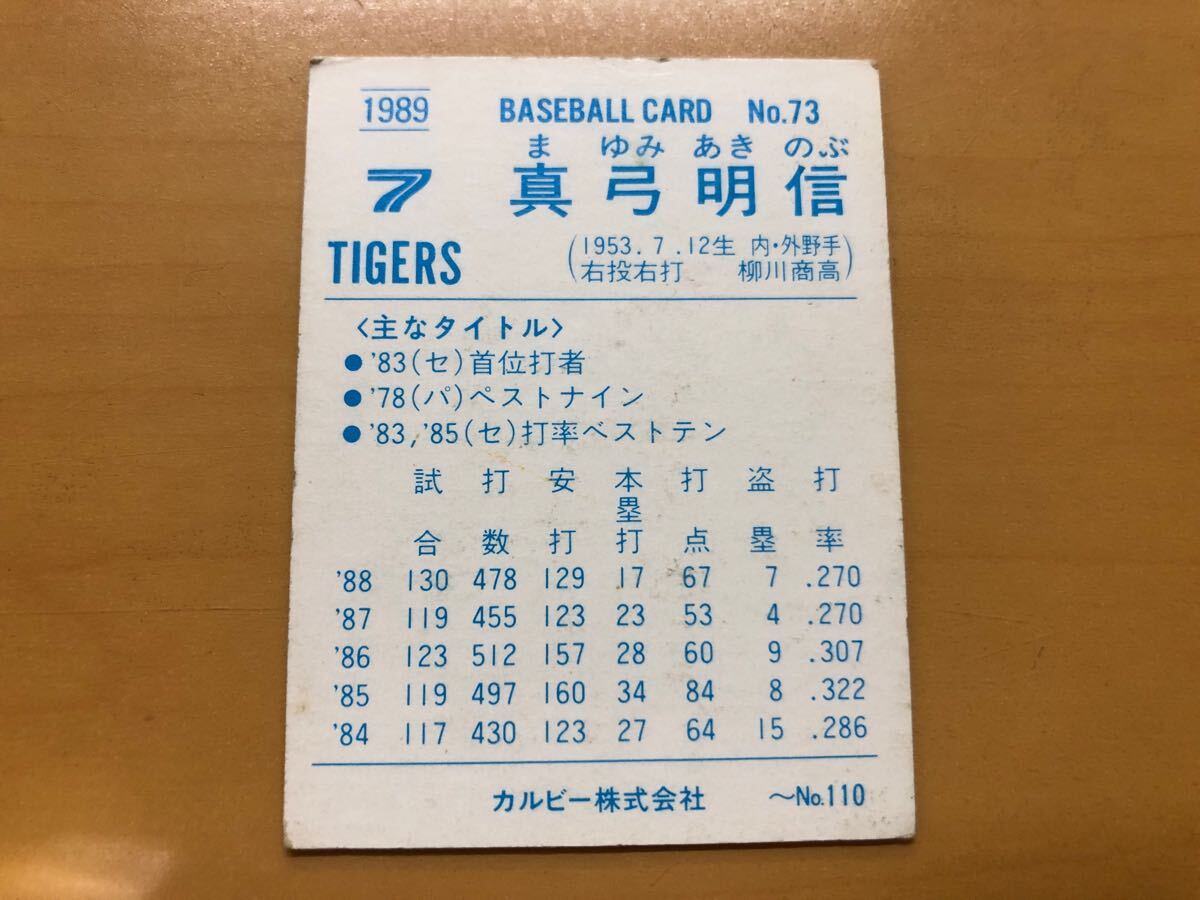 1989 BASEBALL CARD No.73
ま ゆみ あき のぶ
7 真弓明信
TIGERS (1953.7.12生 内・外野手
右投右打 柳川商高)
〈主なタイトル〉
●'83(セ)首位打者
●'78(パ)ベストナイン
●'83,'85(セ)打率ベストテン
試合 打数 安打 本塁打 打点 盗塁 打率
'88 130 478 129 17 67 7 .270
'87 119 455 123 23 53 4 .270
'86 123 512 157 28 60 9 .307
'85 119 497 160 34 84 8 .322
'84 117 430 123 27 64 15 .286
カルビー株式会社 〜No.110